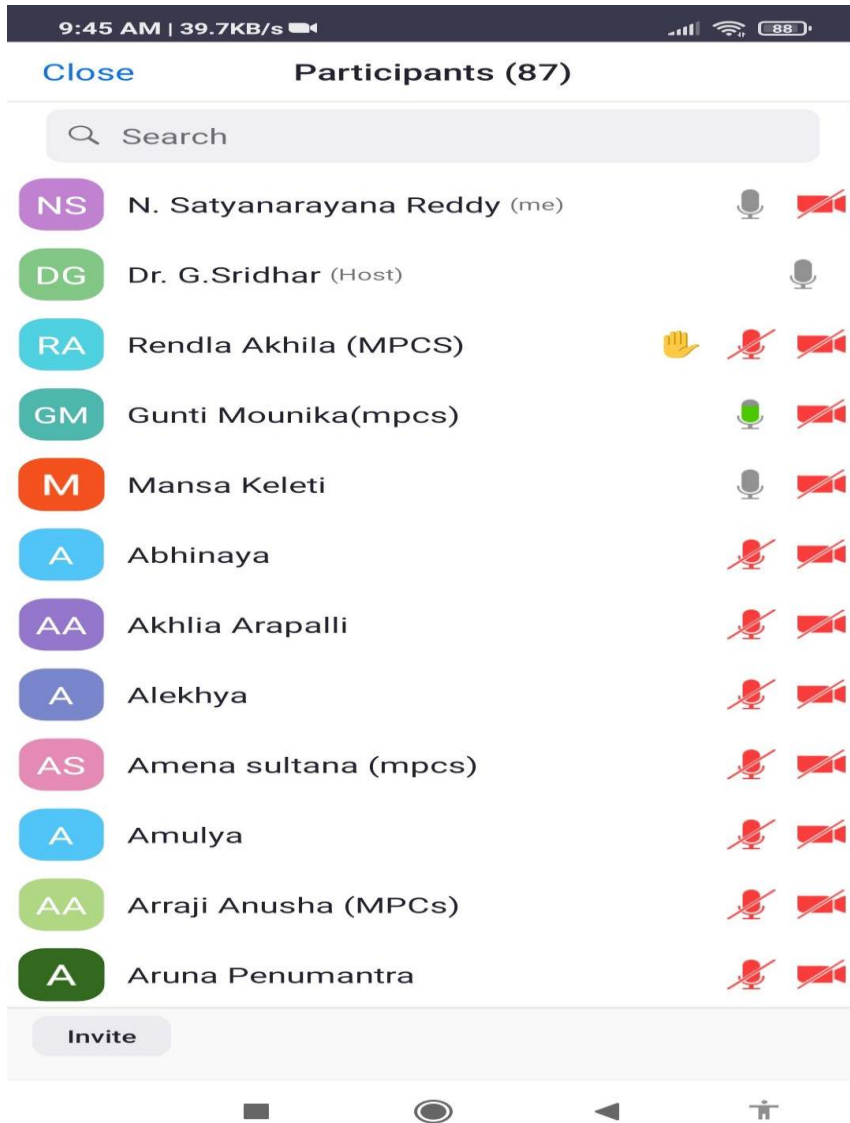 9:45 AM | 39.7KB/s 88
Close Participants (87)
Search
NS N. Satyanarayana Reddy (me)
DG Dr. G.Sridhar (Host)
RA Rendla Akhila (MPCS)
GM Gunti Mounika(mpcs)
M Mansa Keleti
A Abhinaya
AA Akhlia Arapalli
A Alekhya
AS Amena sultana (mpcs)
A Amulya
AA Arraji Anusha (MPCs)
A Aruna Penumantra
Invite